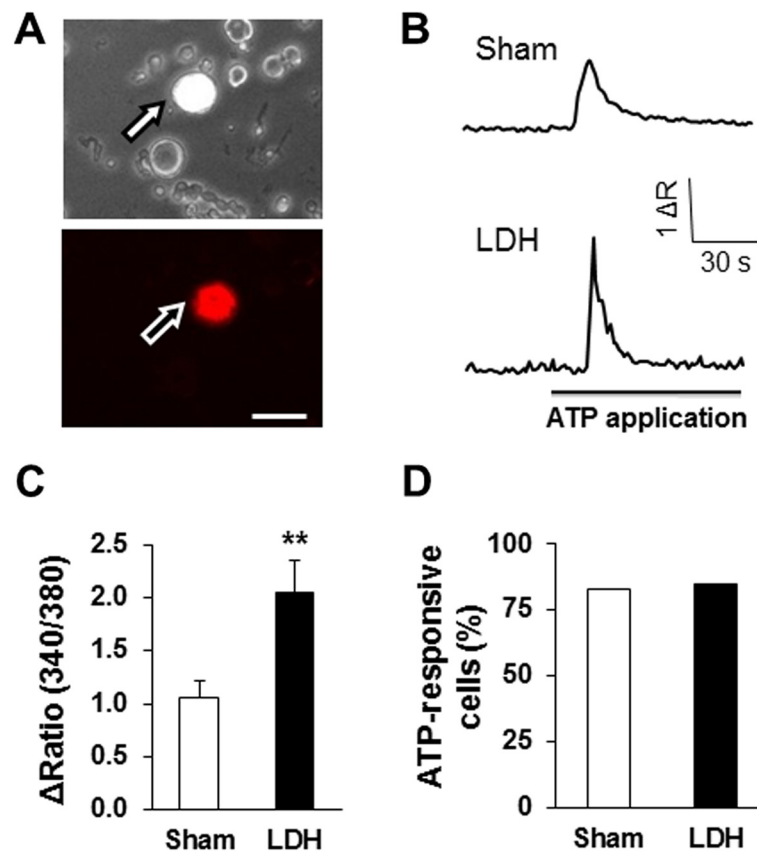 A
B
Sham
LDH
1 ΔR
30 s
ATP application
C
ΔRatio (340/380)
2.5
2.0
1.5
1.0
0.5
0.0
**
Sham
LDH
D
ATP-responsive
cells (%)
100
75
50
25
0
Sham
LDH